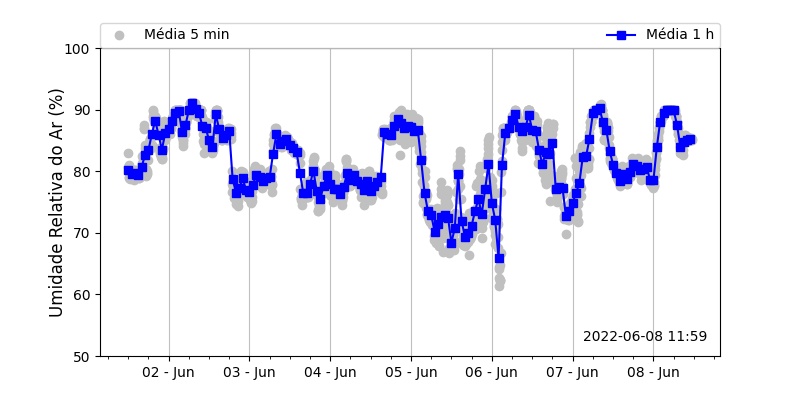 Média 5 min
Média 1 h
Umidade Relativa do Ar (%)
100
90
80
70
60
50
2022-06-08 11:59
02 - Jun
03 - Jun
04 - Jun
05 - Jun
06 - Jun
07 - Jun
08 - Jun